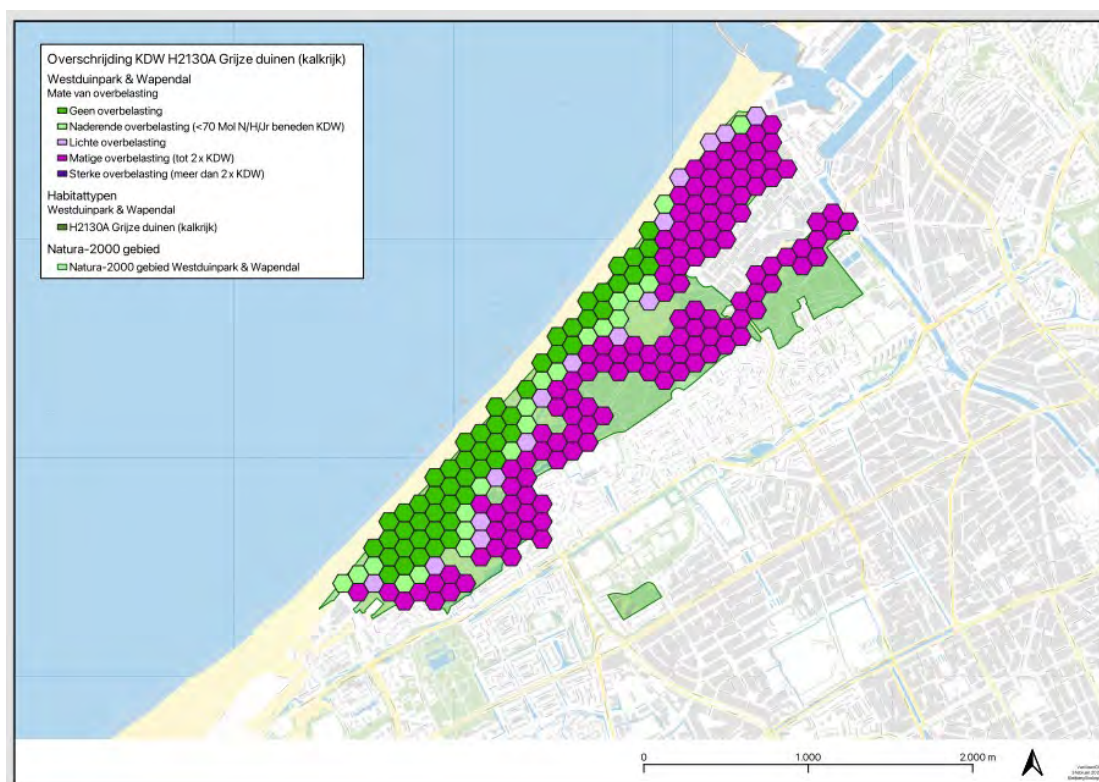 Overschrijding KDW H2130A Grijze duinen (kalkrijk)
Westduinpark & Wapendal
Mate van overbelasting
Geen overbelasting
Naderende overbelasting (<70 Mol N/H/Jr beneden KDW)
Lichte overbelasting
Matige overbelasting (tot 2 x KDW)
Sterke overbelasting (meer dan 2 x KDW)
Habitattypen
Westduinpark & Wapendal
H2130A Grijze duinen (kalkrijk)
Natura-2000 gebied
Natura-2000 gebied Westduinpark & Wapendal
0 1.000 2.000 m